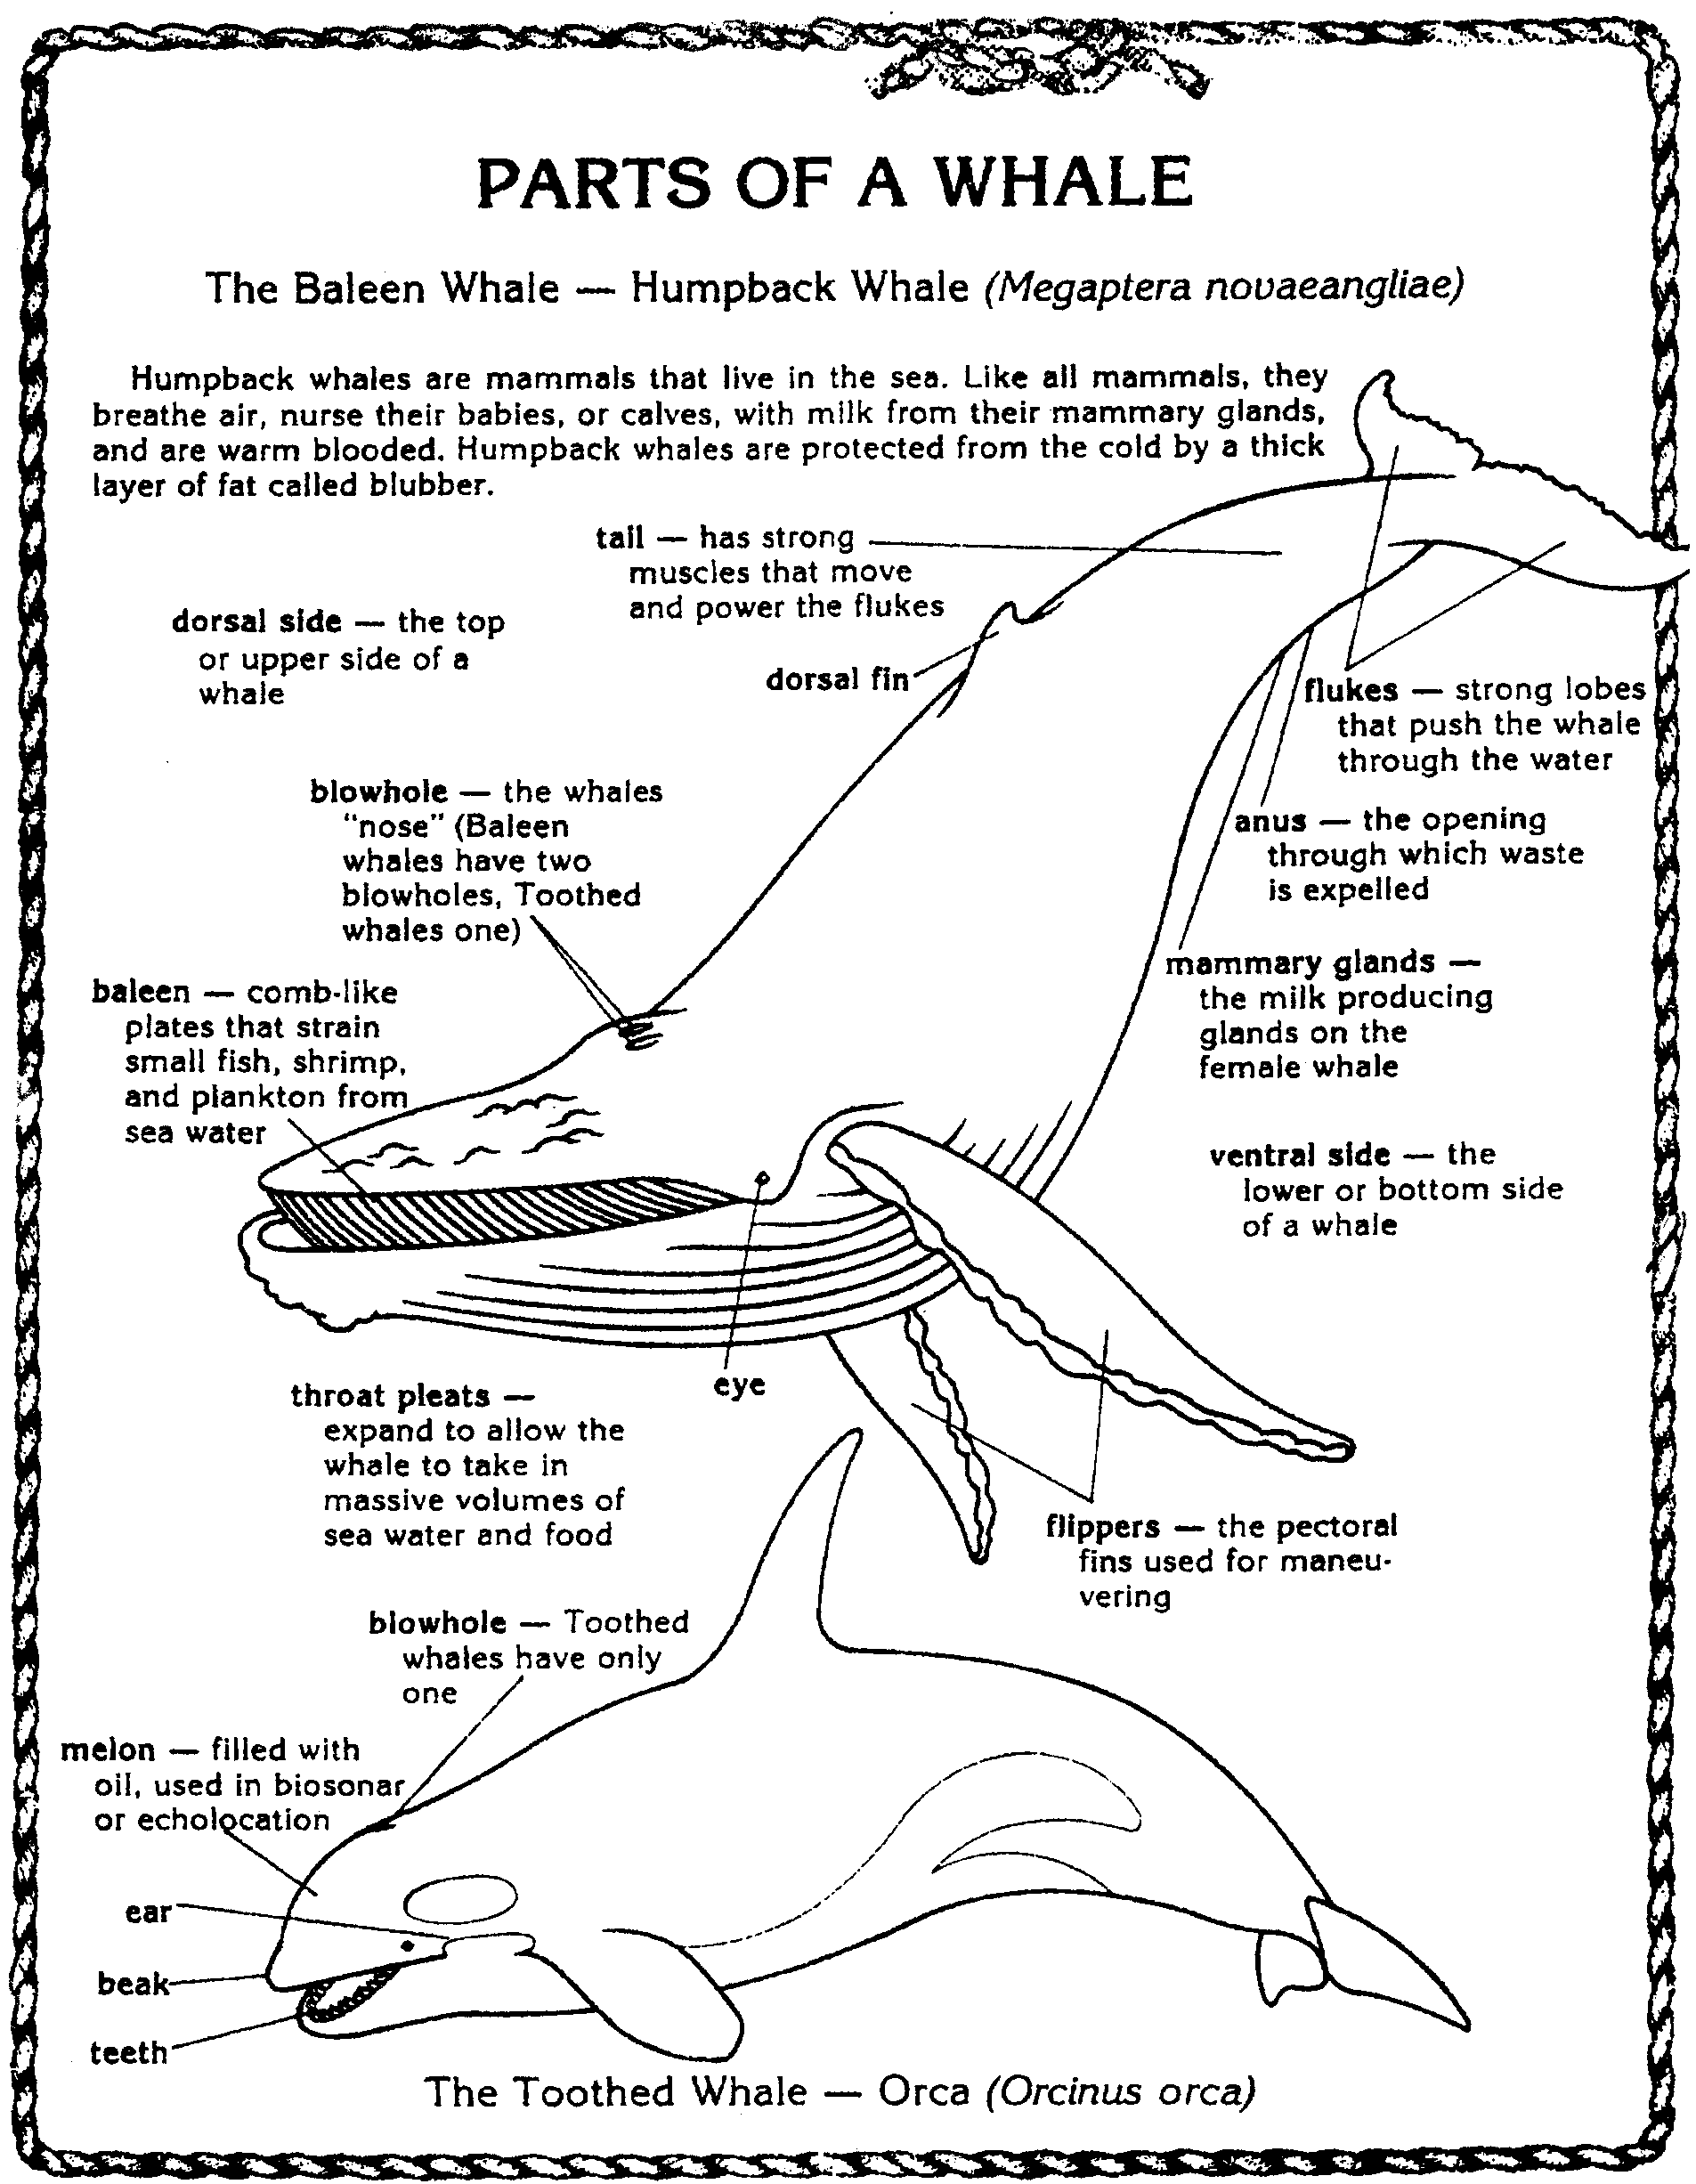 PARTS OF A WHALE
The Baleen Whale — Humpback Whale (Megaptera novaeangliae)
Humpback whales are mammals that live in the sea. Like all mammals, they
breathe air, nurse their babies, or calves, with milk from their mammary glands,
and are warm blooded. Humpback whales are protected from the cold by a thick
layer of fat called blubber.
tail — has strong
muscles that move
and power the flukes
dorsal side — the top
or upper side of a
whale
dorsal fin
flukes — strong lobes
that push the whale
through the water
blowhole — the whales
"nose" (Baleen
whales have two
blowholes, Toothed
whales one)
anus — the opening
through which waste
is expelled
baleen — comb-like
plates that strain
small fish, shrimp,
and plankton from
sea water
mammary glands —
the milk producing
glands on the
female whale
ventral side — the
lower or bottom side
of a whale
eye
throat pleats —
expand to allow the
whale to take in
massive volumes of
sea water and food
flippers — the pectoral
fins used for maneu-
vering
blowhole — Toothed
whales have only
one
melon — filled with
oil, used in biosonar
or echolocation
ear
beak
teeth
The Toothed Whale — Orca (Orcinus orca)